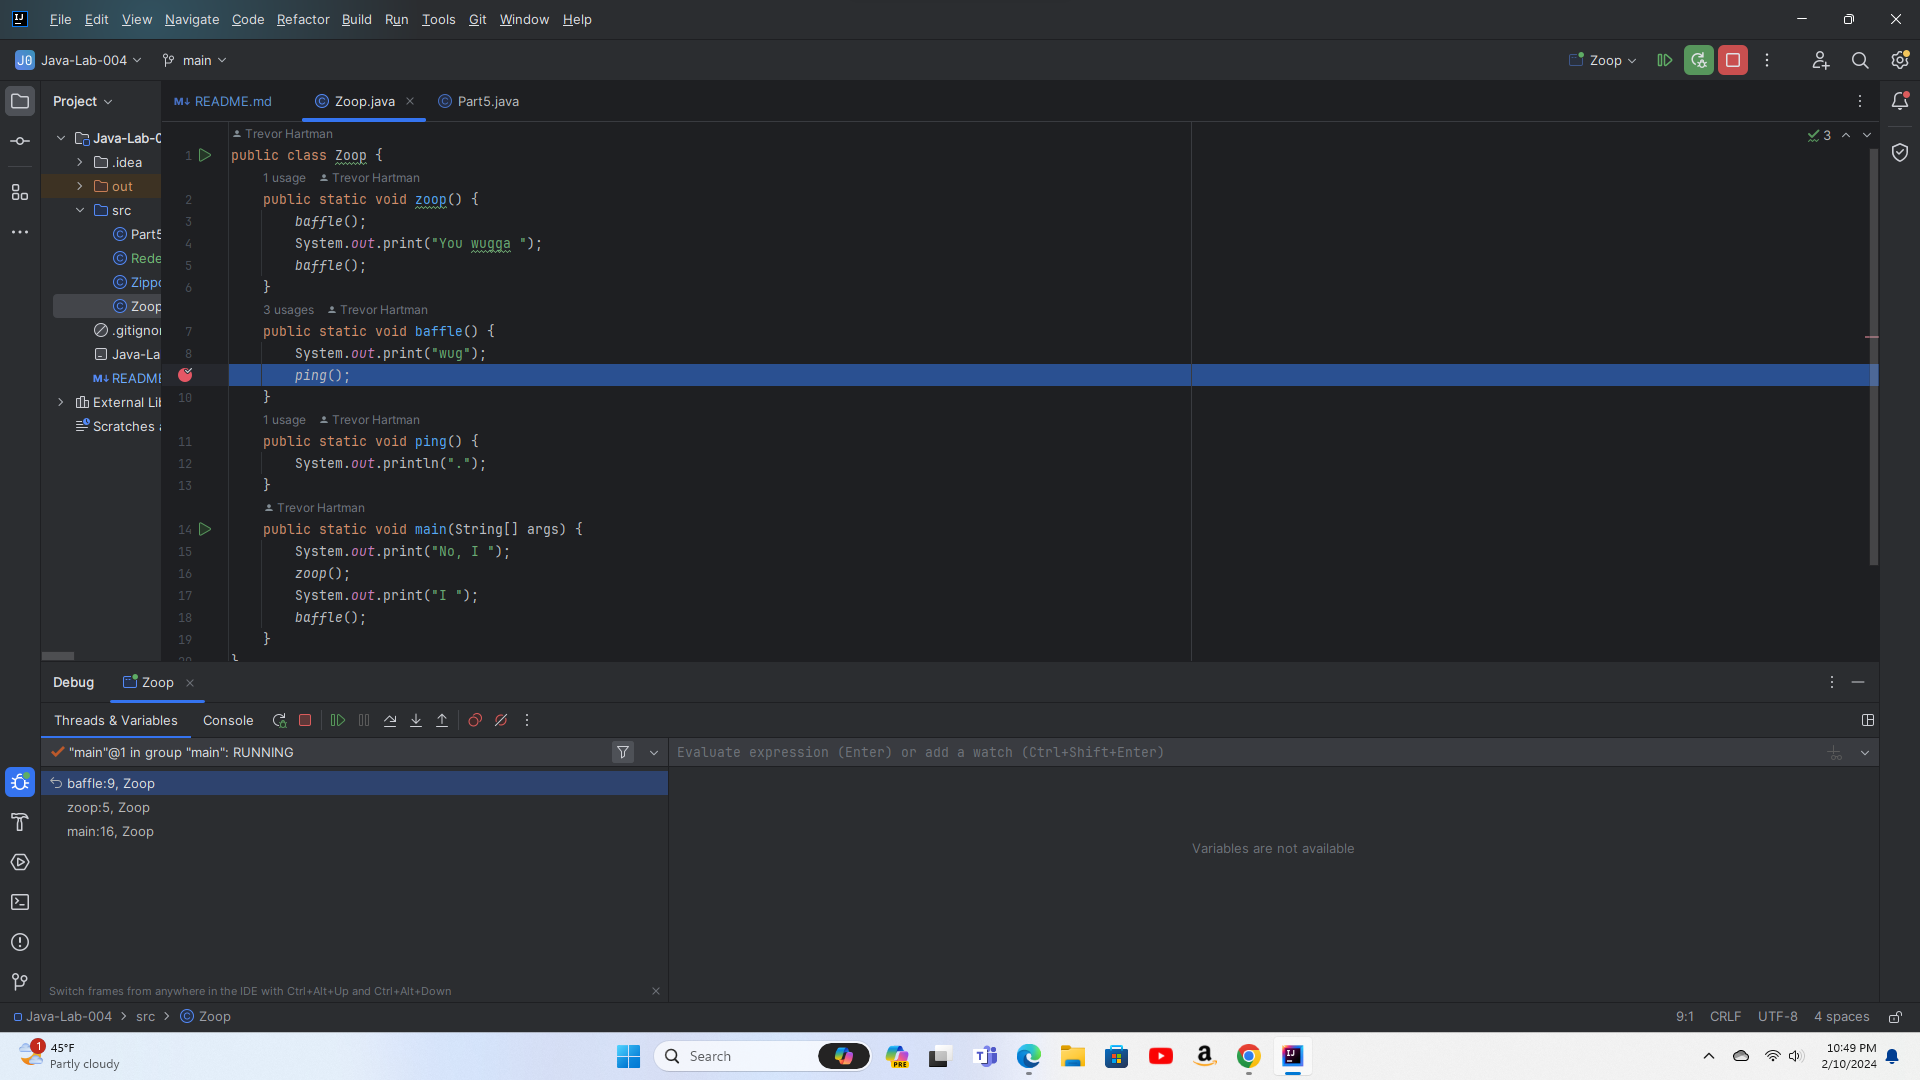 File Edit View Navigate Code Refactor Build Run Tools Git Window Help
J0 Java-Lab-004 main Zoop
Project README.md Zoop.java Part5.java
Java-Lab-0
.idea
out
src
Part5
Rede
Zippo
Zoop
.gitignor
Java-La
README
External Lib
Scratches a
Trevor Hartman
3
1 public class Zoop {
1 usage Trevor Hartman
2 public static void zoop() {
3 baffle();
4 System.out.print("You wugga ");
5 baffle();
6 }
3 usages Trevor Hartman
7 public static void baffle() {
8 System.out.print("wug");
ping();
10 }
1 usage Trevor Hartman
11 public static void ping() {
12 System.out.println(".");
13 }
Trevor Hartman
14 public static void main(String[] args) {
15 System.out.print("No, I ");
16 zoop();
17 System.out.print("I ");
18 baffle();
19 }
20 }
Debug Zoop
Threads & Variables Console
"main"@1 in group "main": RUNNING
Evaluate expression (Enter) or add a watch (Ctrl+Shift+Enter)
baffle:9, Zoop
zoop:5, Zoop
main:16, Zoop
Variables are not available
Switch frames from anywhere in the IDE with Ctrl+Alt+Up and Ctrl+Alt+Down
Java-Lab-004 src Zoop 9:1 CRLF UTF-8 4 spaces
1 45°F
Partly cloudy
Search
PRE
10:49 PM
2/10/2024